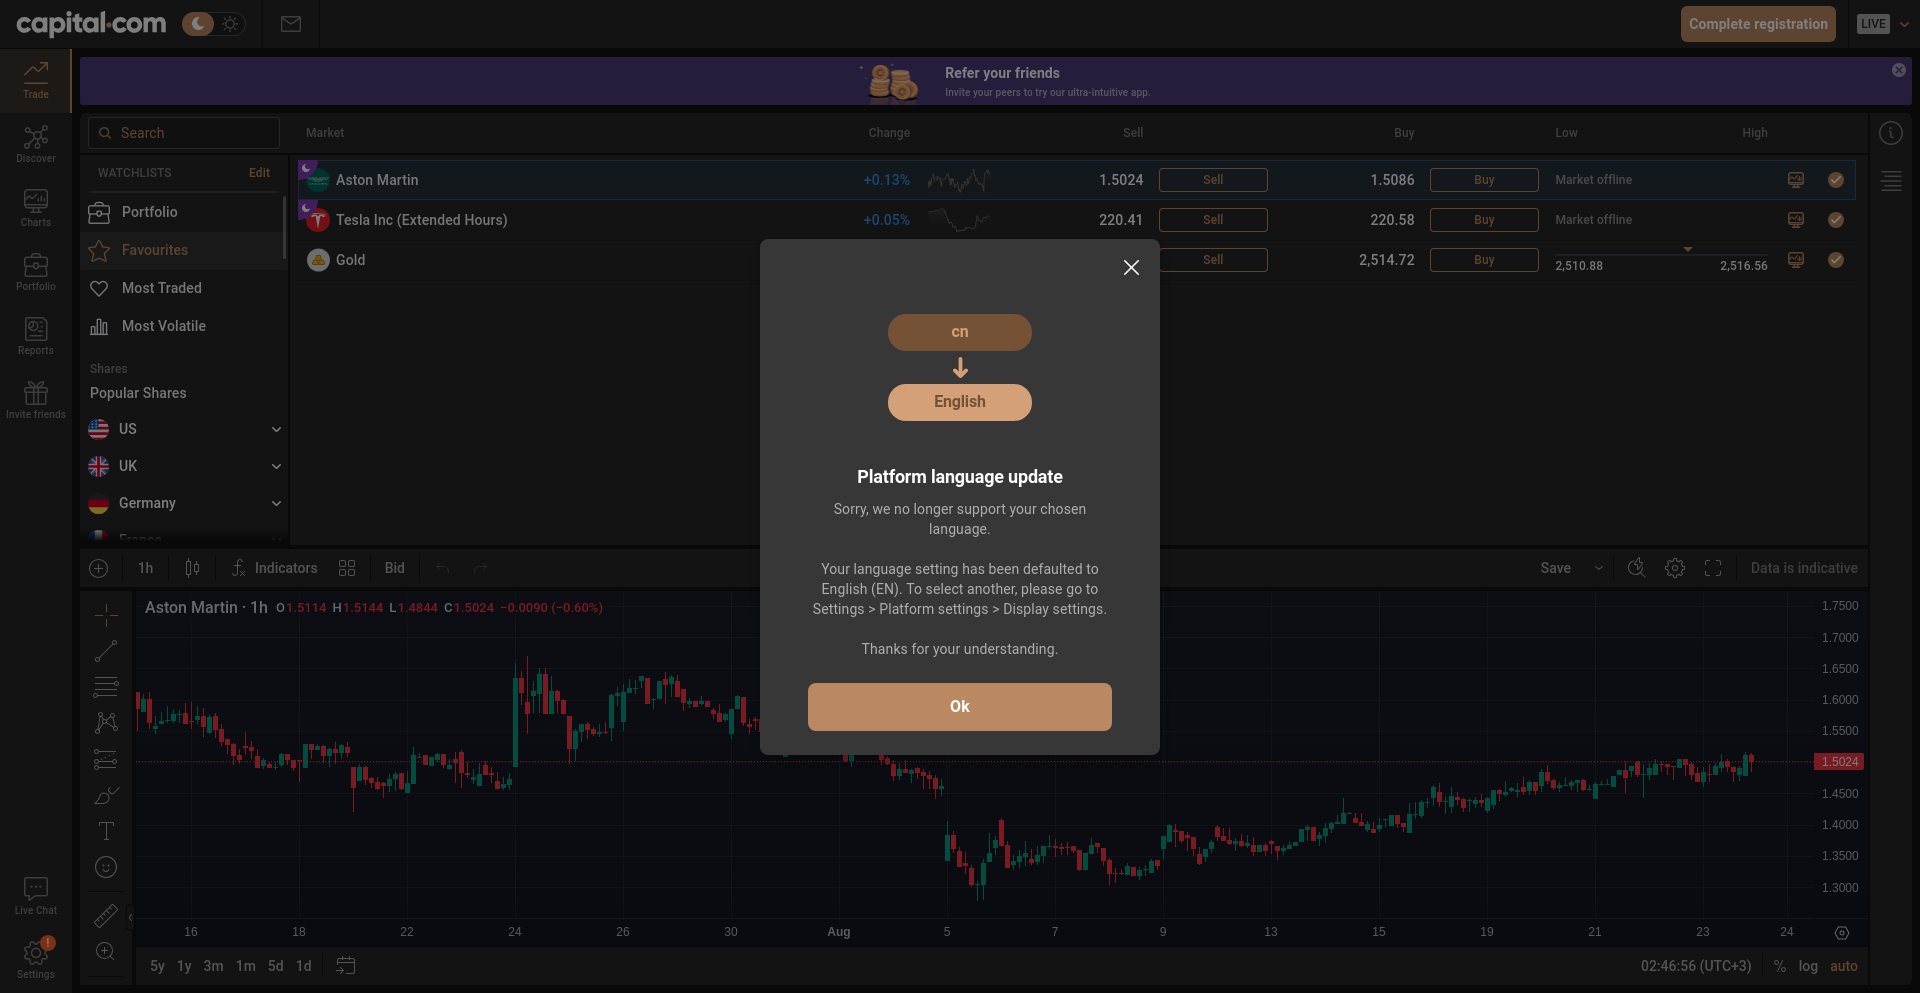 capital.com
Complete registration
LIVE
Trade
Discover
Charts
Portfolio
Reports
Invite friends
Live Chat
!
Settings
Refer your friends
Invite your peers to try our ultra-intuitive app.
Search
Market Change Sell Buy Low High
WATCHLISTS Edit
Portfolio
Favourites
Most Traded
Most Volatile
Shares
Popular Shares
US
UK
Germany
France
Aston Martin +0.13% 1.5024 Sell 1.5086 Buy Market offline
Tesla Inc (Extended Hours) +0.05% 220.41 Sell 220.58 Buy Market offline
Gold Sell 2,514.72 Buy 2,510.88 2,516.56
cn
English
Platform language update
Sorry, we no longer support your chosen
language.
Your language setting has been defaulted to
English (EN). To select another, please go to
Settings > Platform settings > Display settings.
Thanks for your understanding.
Ok
1h Indicators Bid Save Data is indicative
Aston Martin · 1h O1.5114 H1.5144 L1.4844 C1.5024 −0.0090 (−0.60%)
1.7500
1.7000
1.6500
1.6000
1.5500
1.5024
1.4500
1.4000
1.3500
1.3000
16 18 22 24 26 30 Aug 5 7 9 13 15 19 21 23 24
5y 1y 3m 1m 5d 1d 02:46:56 (UTC+3) % log auto